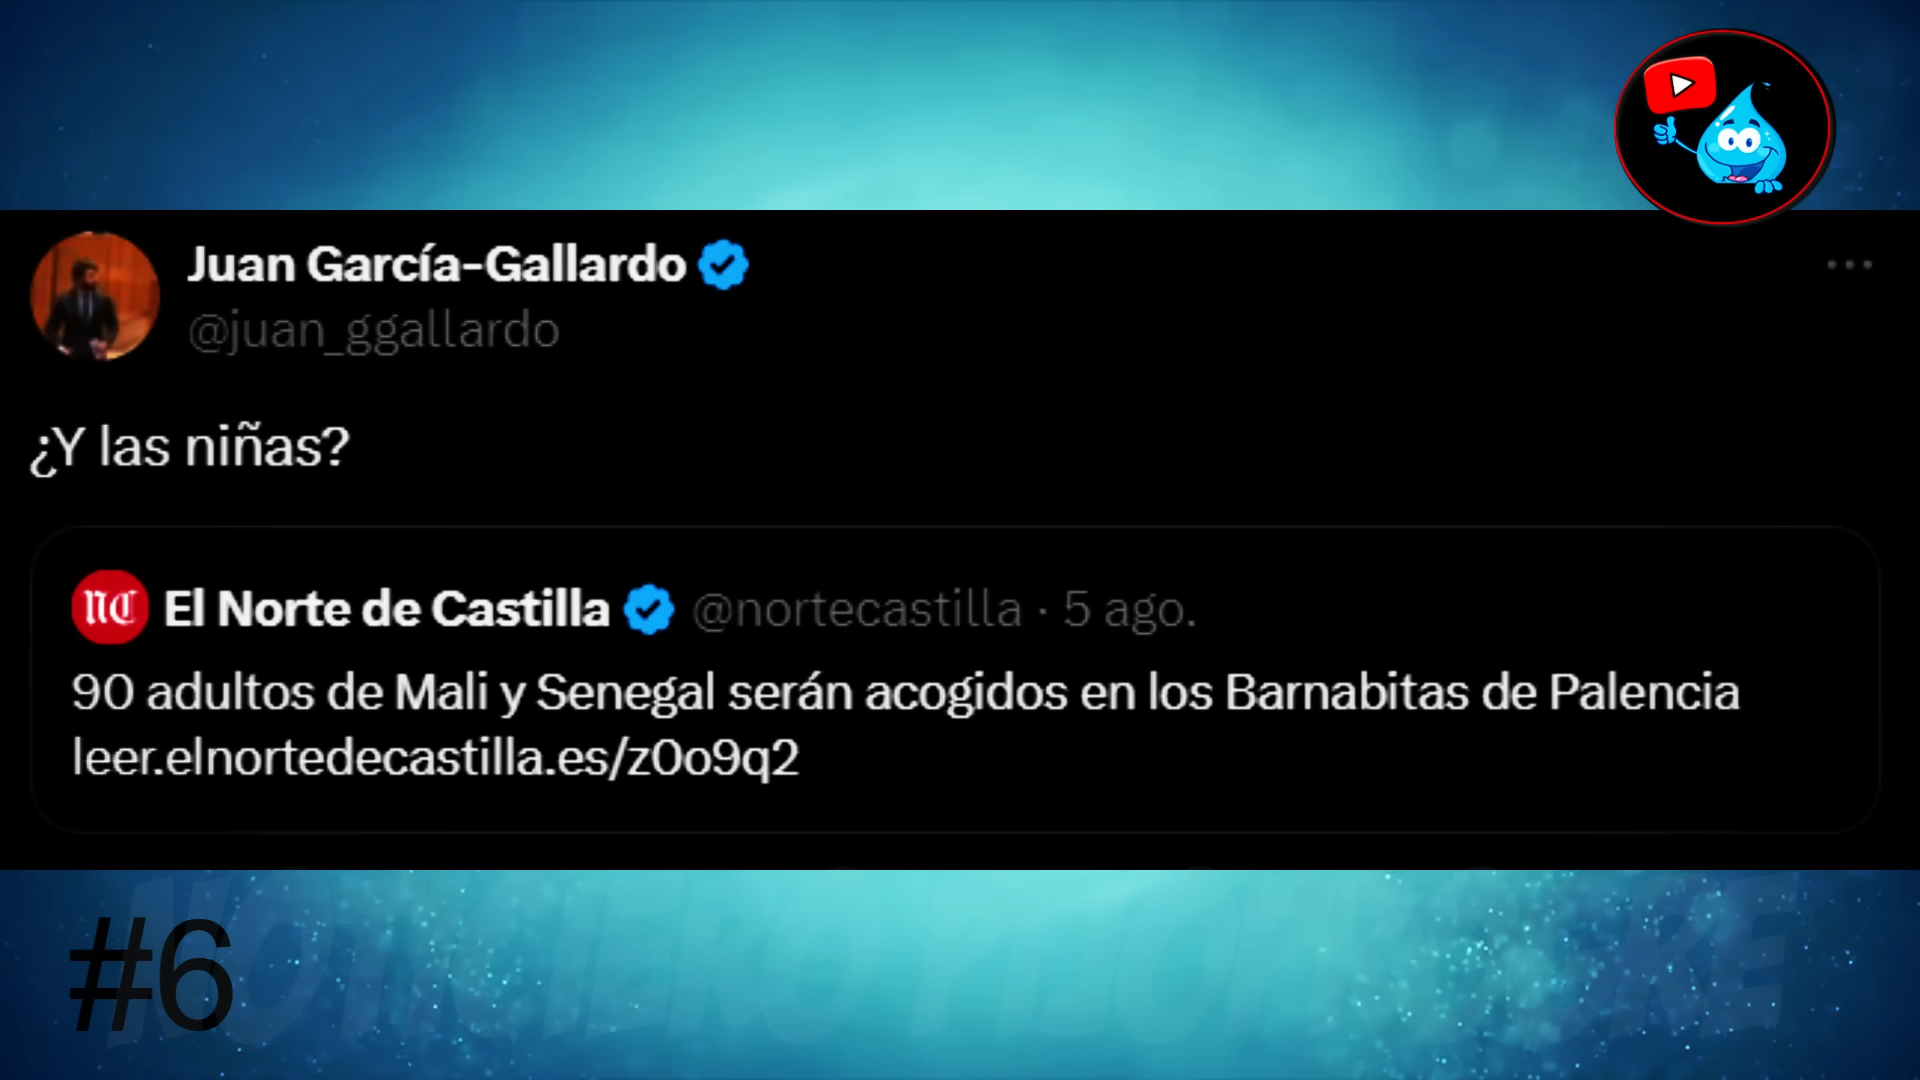 Juan García-Gallardo
@juan_ggallardo
¿Y las niñas?
El Norte de Castilla @nortecastilla · 5 ago.
90 adultos de Mali y Senegal serán acogidos en los Barnabitas de Palencia
leer.elnortedecastilla.es/z0o9q2
#6